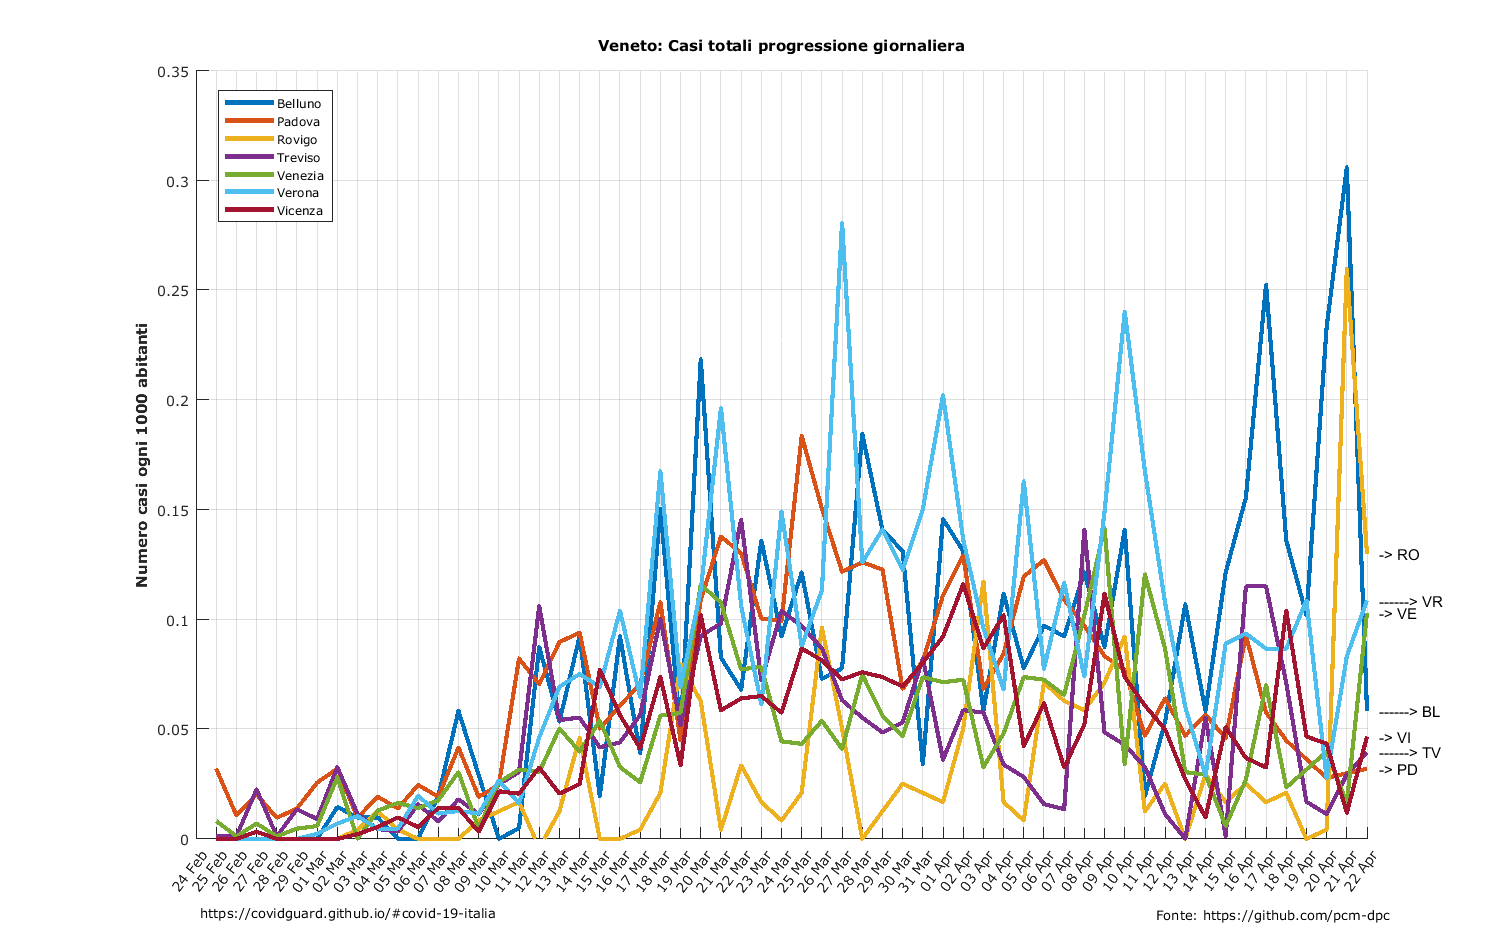 Veneto: Casi totali progressione giornaliera
0.35
0.3
0.25
0.2
0.15
0.1
0.05
0
Numero casi ogni 1000 abitanti
Belluno
Padova
Rovigo
Treviso
Venezia
Verona
Vicenza
-> RO
------> VR
-> VE
------> BL
-> VI
------> TV
-> PD
24 Feb
25 Feb
26 Feb
27 Feb
28 Feb
29 Feb
01 Mar
02 Mar
03 Mar
04 Mar
05 Mar
06 Mar
07 Mar
08 Mar
09 Mar
10 Mar
11 Mar
12 Mar
13 Mar
14 Mar
15 Mar
16 Mar
17 Mar
18 Mar
19 Mar
20 Mar
21 Mar
22 Mar
23 Mar
24 Mar
25 Mar
26 Mar
27 Mar
28 Mar
29 Mar
30 Mar
31 Mar
01 Apr
02 Apr
03 Apr
04 Apr
05 Apr
06 Apr
07 Apr
08 Apr
09 Apr
10 Apr
11 Apr
12 Apr
13 Apr
14 Apr
15 Apr
16 Apr
17 Apr
18 Apr
19 Apr
20 Apr
21 Apr
22 Apr
https://covidguard.github.io/#covid-19-italia
Fonte: https://github.com/pcm-dpc